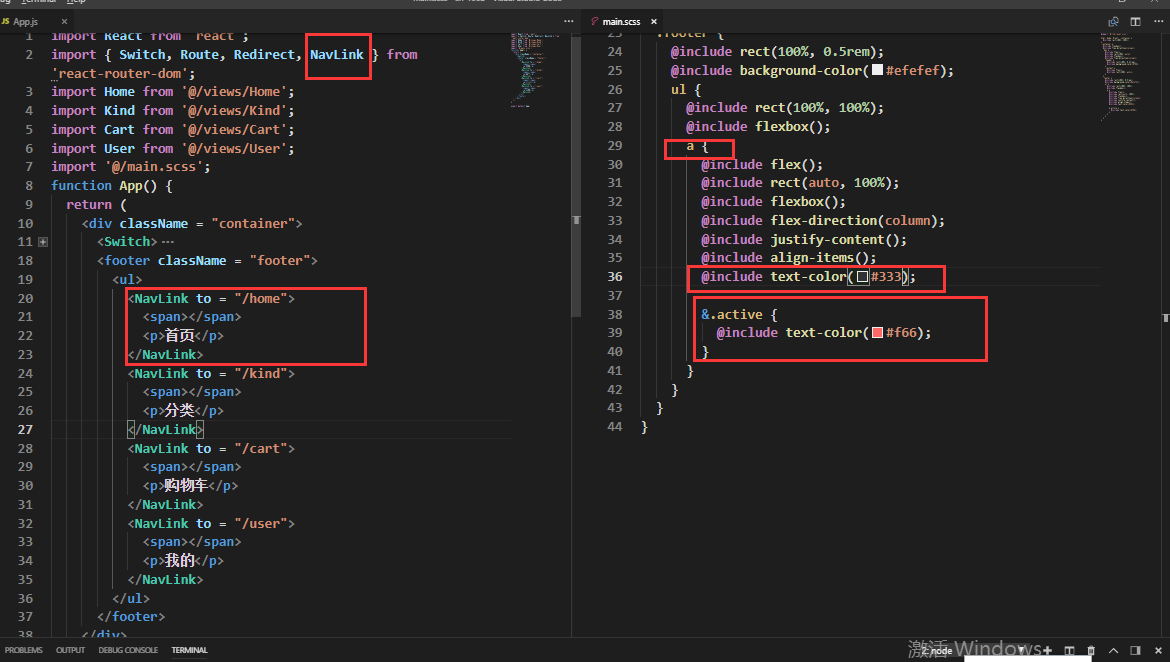 Terminal Help
JS App.js ×
1 import React from 'react';
2 import { Switch, Route, Redirect, NavLink } from
'react-router-dom';
3 import Home from '@/views/Home';
4 import Kind from '@/views/Kind';
5 import Cart from '@/views/Cart';
6 import User from '@/views/User';
7 import '@/main.scss';
8 function App() {
9 return (
10 <div className = "container">
11 <Switch>⋯
18 <footer className = "footer">
19 <ul>
20 <NavLink to = "/home">
21 <span></span>
22 <p>首页</p>
23 </NavLink>
24 <NavLink to = "/kind">
25 <span></span>
26 <p>分类</p>
27 </NavLink>
28 <NavLink to = "/cart">
29 <span></span>
30 <p>购物车</p>
31 </NavLink>
32 <NavLink to = "/user">
33 <span></span>
34 <p>我的</p>
35 </NavLink>
36 </ul>
37 </footer>
38 </div>
main.scss ×
23 .footer {
24 @include rect(100%, 0.5rem);
25 @include background-color(#efefef);
26 ul {
27 @include rect(100%, 100%);
28 @include flexbox();
29 a {
30 @include flex();
31 @include rect(auto, 100%);
32 @include flexbox();
33 @include flex-direction(column);
34 @include justify-content();
35 @include align-items();
36 @include text-color(#333);
37
38 &.active {
39 @include text-color(#f66);
40 }
41 }
42 }
43 }
44 }
PROBLEMS OUTPUT DEBUG CONSOLE TERMINAL
2: node
激活 Windows